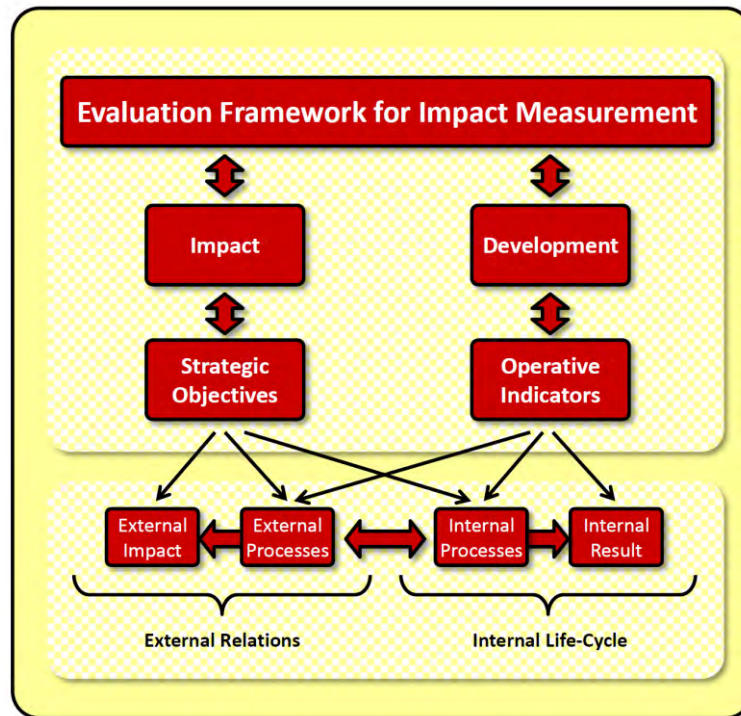 Evaluation Framework for Impact Measurement
Impact
Development
Strategic
Objectives
Operative
Indicators
External
Impact
External
Processes
Internal
Processes
Internal
Result
External Relations
Internal Life-Cycle